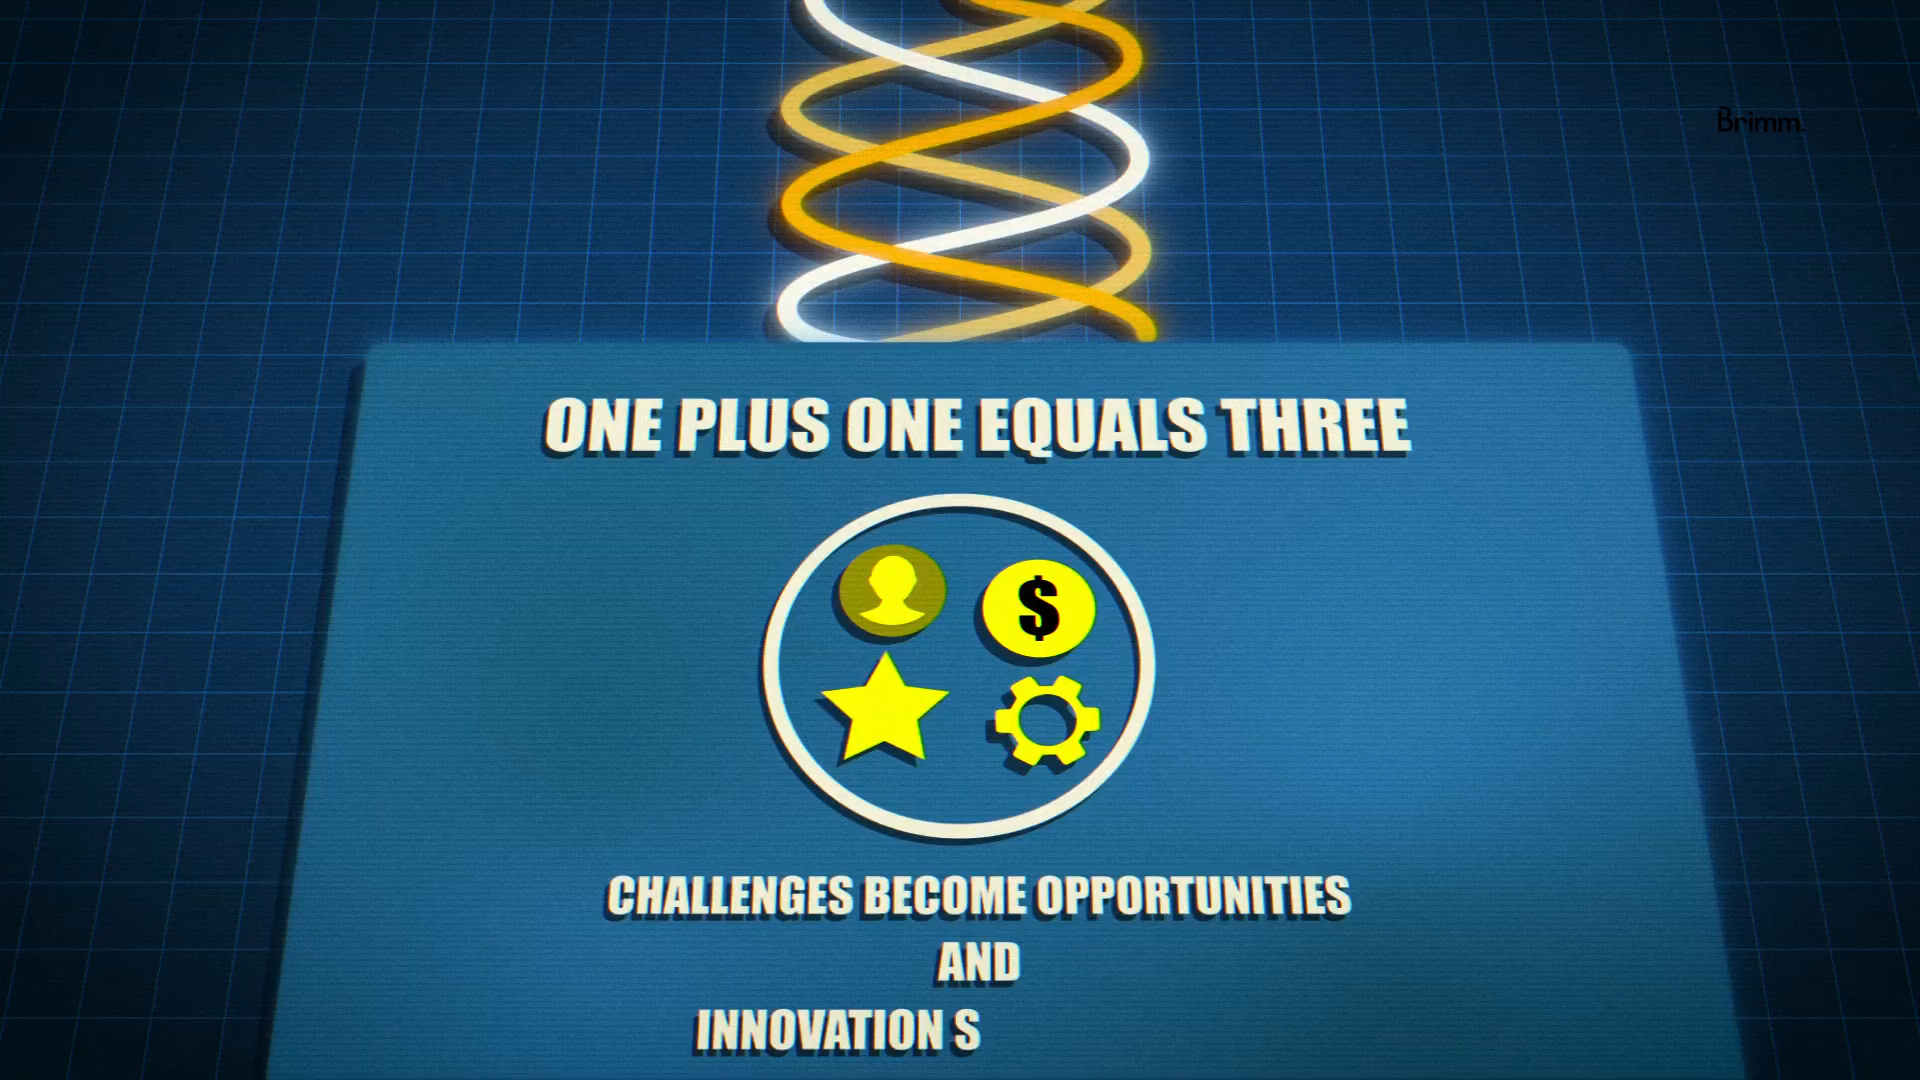 Brimm.
ONE PLUS ONE EQUALS THREE
$
CHALLENGES BECOME OPPORTUNITIES
AND
INNOVATION S